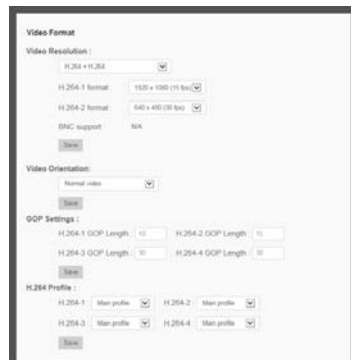 Video Format
Video Resolution :
H.264 + H.264
H.264-1 format : 1920 x 1080 (15 fps)
H.264-2 format : 640 x 480 (30 fps)
BNC support : N/A
Save
Video Orientation:
Normal video
Save
GOP Settings :
H.264-1 GOP Length : H.264-2 GOP Length : 15
H.264-3 GOP Length : 30 H.264-4 GOP Length : 30
Save
H.264 Profile :
H.264-1 : Main profile H.264-2 : Main profile
H.264-3 : Main profile H.264-4 : Main profile
Save